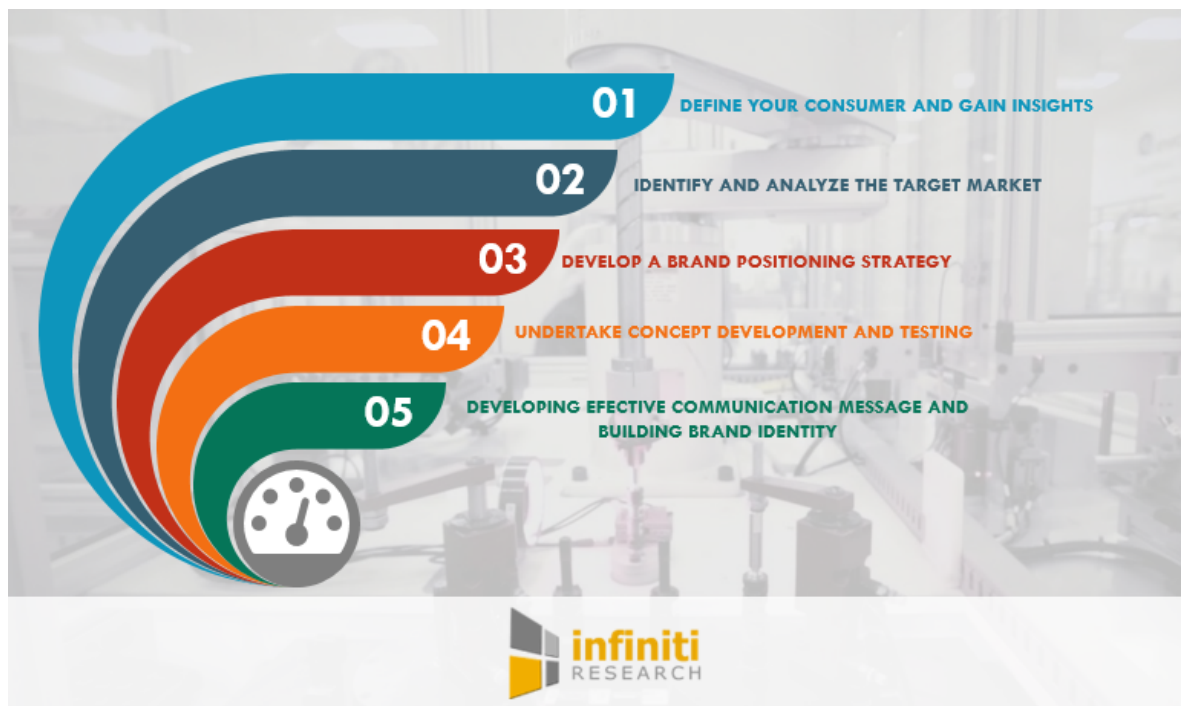 01
DEFINE YOUR CONSUMER AND GAIN INSIGHTS
02
IDENTIFY AND ANALYZE THE TARGET MARKET
03
DEVELOP A BRAND POSITIONING STRATEGY
04
UNDERTAKE CONCEPT DEVELOPMENT AND TESTING
05
DEVELOPING EFECTIVE COMMUNICATION MESSAGE AND
BUILDING BRAND IDENTITY
infiniti
RESEARCH